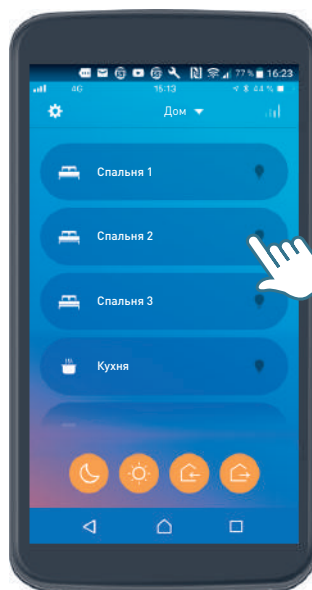 77 % 16:23
4G 16:13 44 %
Дом
Спальня 1
Спальня 2
Спальня 3
Кухня